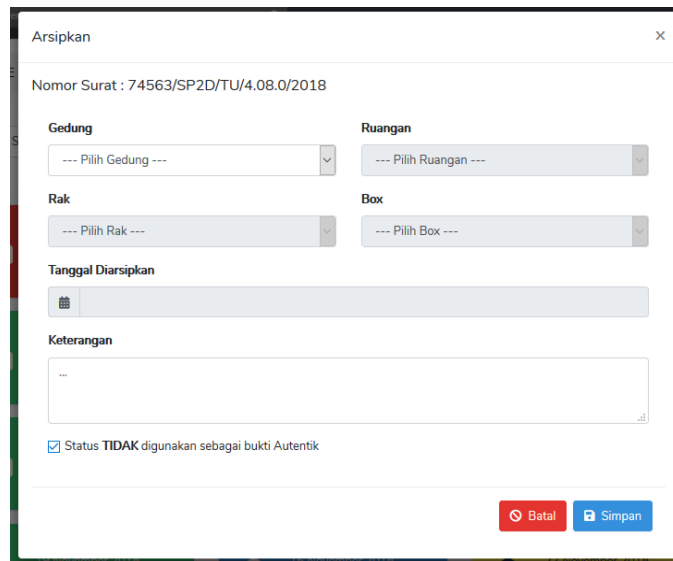 Arsipkan ×
Nomor Surat : 74563/SP2D/TU/4.08.0/2018
Gedung Ruangan
--- Pilih Gedung --- --- Pilih Ruangan ---
Rak Box
--- Pilih Rak --- --- Pilih Box ---
Tanggal Diarsipkan
Keterangan
...
Status TIDAK digunakan sebagai bukti Autentik
Batal Simpan